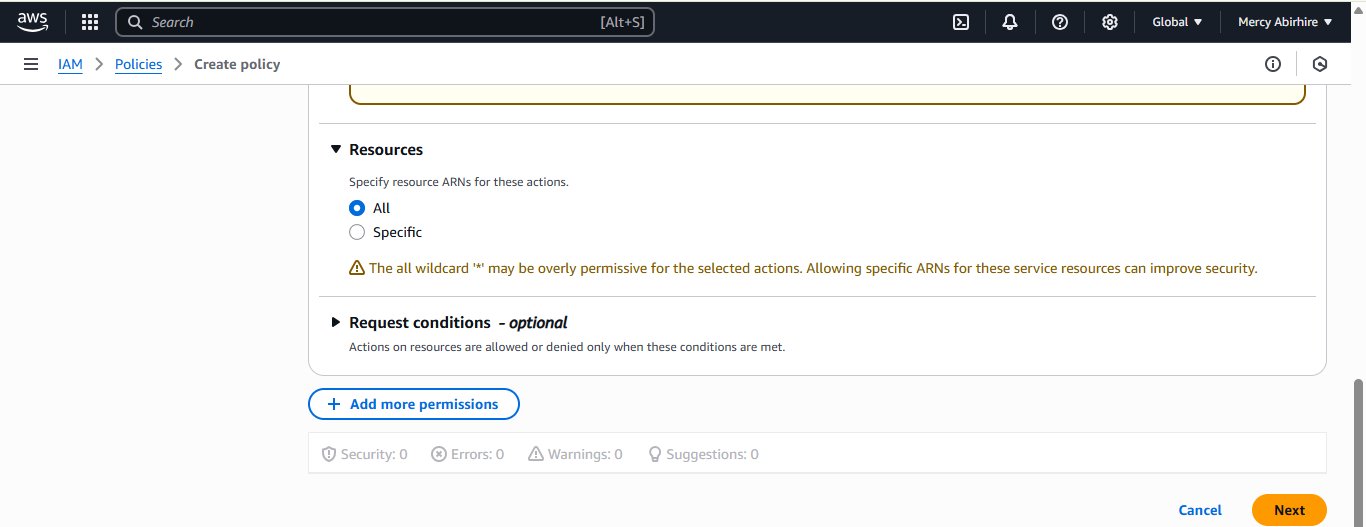 aws Search [Alt+S] Global Mercy Abirhire
IAM Policies Create policy
Resources
Specify resource ARNs for these actions.
All
Specific
The all wildcard '*' may be overly permissive for the selected actions. Allowing specific ARNs for these service resources can improve security.
Request conditions - optional
Actions on resources are allowed or denied only when these conditions are met.
+ Add more permissions
Security: 0 Errors: 0 Warnings: 0 Suggestions: 0
Cancel Next